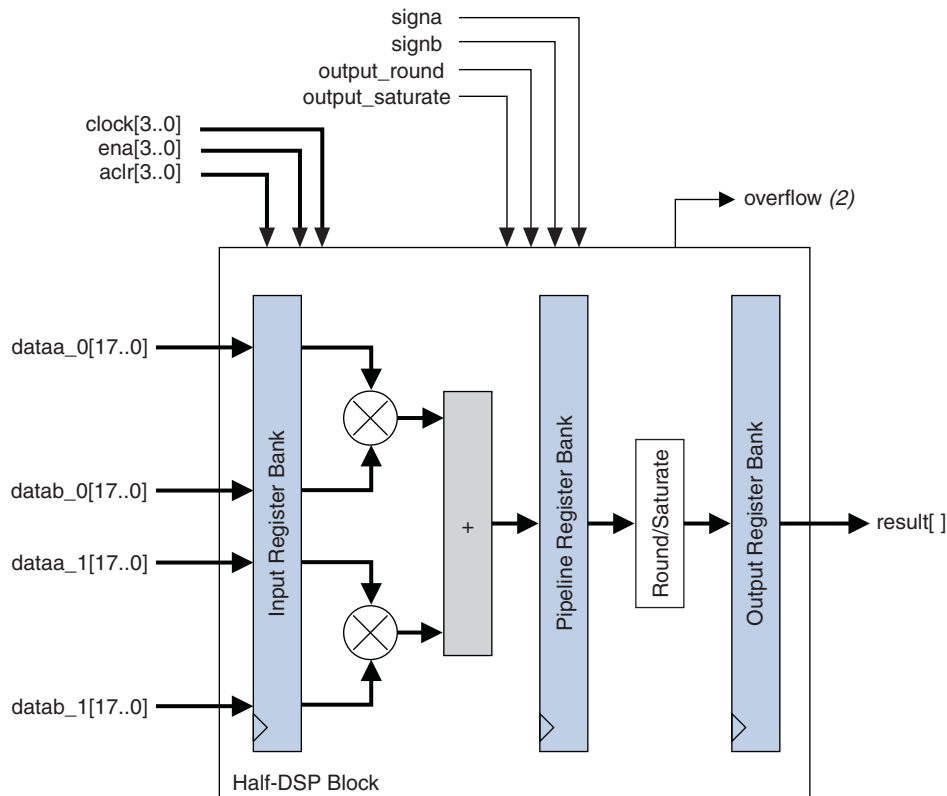 signa
signb
output_round
output_saturate
clock[3..0]
ena[3..0]
aclr[3..0]
overflow (2)
dataa_0[17..0]
datab_0[17..0]
dataa_1[17..0]
datab_1[17..0]
Input Register Bank
+
Pipeline Register Bank
Round/Saturate
Output Register Bank
result[ ]
Half-DSP Block